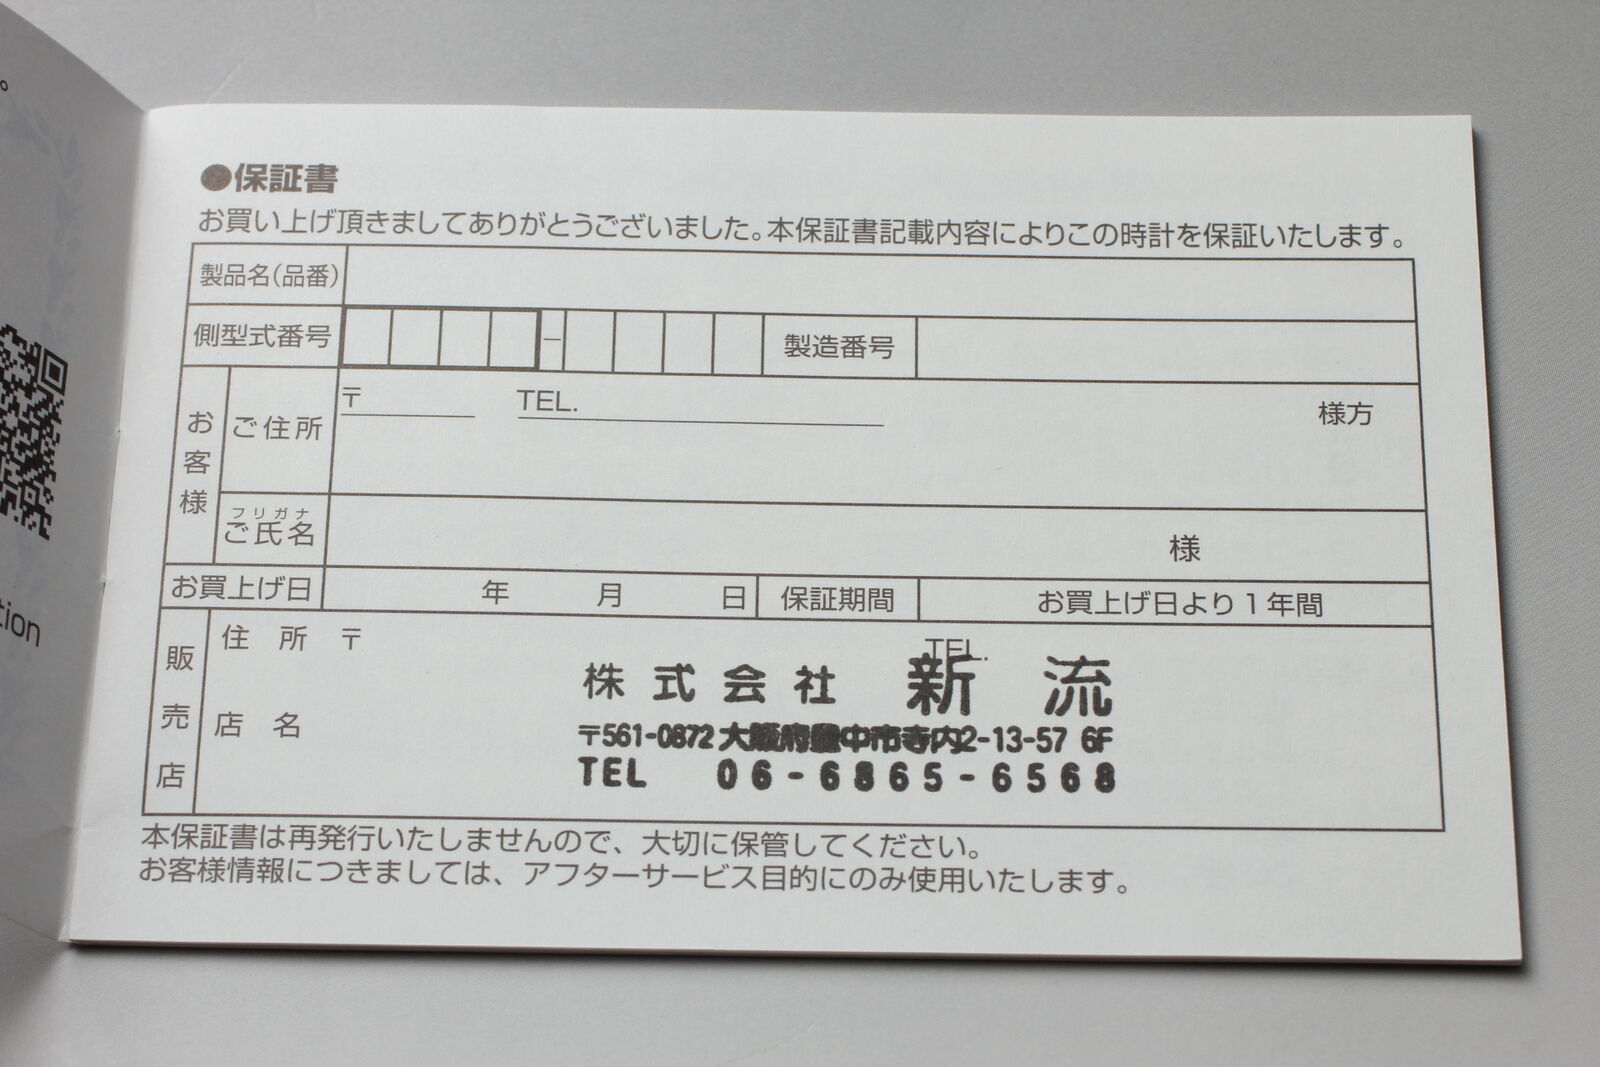 。
tion
●保証書
お買い上げ頂きましてありがとうございました。本保証書記載内容によりこの時計を保証いたします。
製品名(品番)
側型式番号 － 製造番号
お客様
ご住所 〒 TEL. 様方
フリガナ
ご氏名 様
お買上げ日 年 月 日 保証期間 お買上げ日より1年間
販売店
住 所 〒 TEL.
株式会社 新流
〒561-0872 大阪府豊中市寺内2-13-57 6F
店 名
TEL 06-6865-6568
本保証書は再発行いたしませんので、大切に保管してください。
お客様情報につきましては、アフターサービス目的にのみ使用いたします。